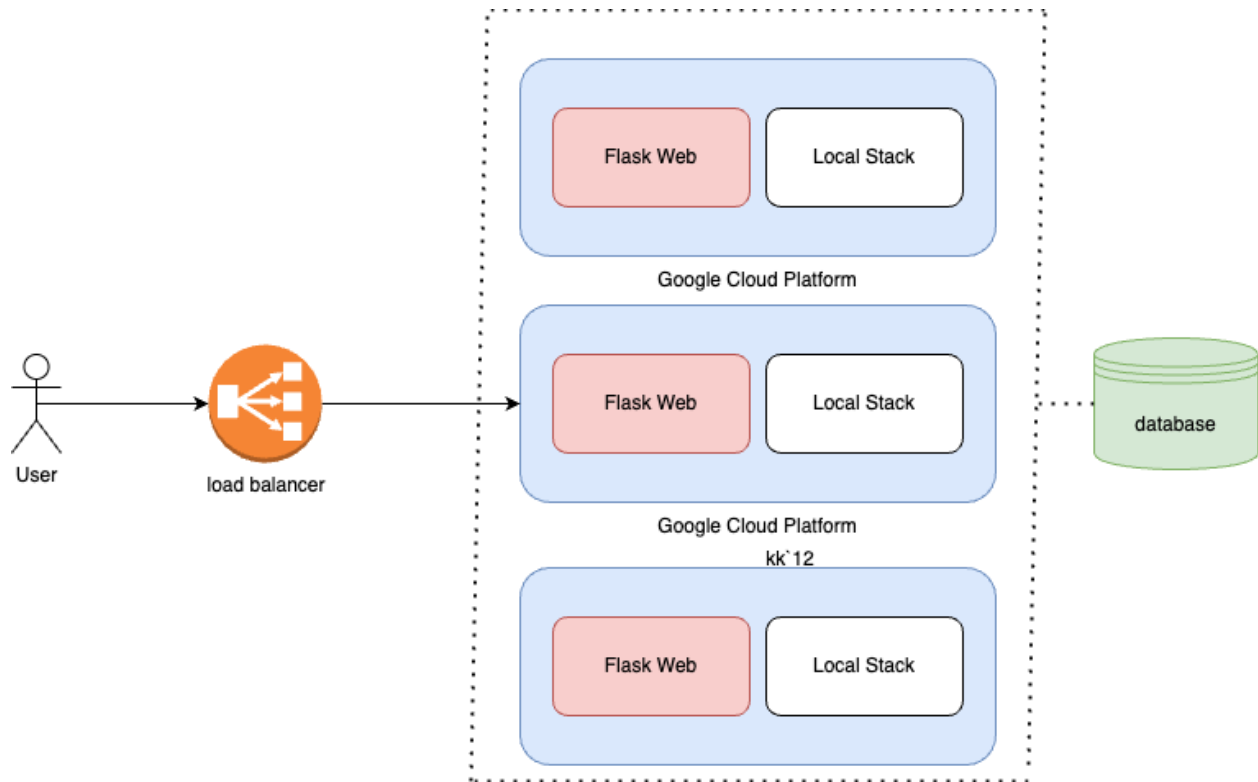 Flask Web
Local Stack
Google Cloud Platform
Flask Web
Local Stack
User
load balancer
database
Google Cloud Platform
kk`12
Flask Web
Local Stack